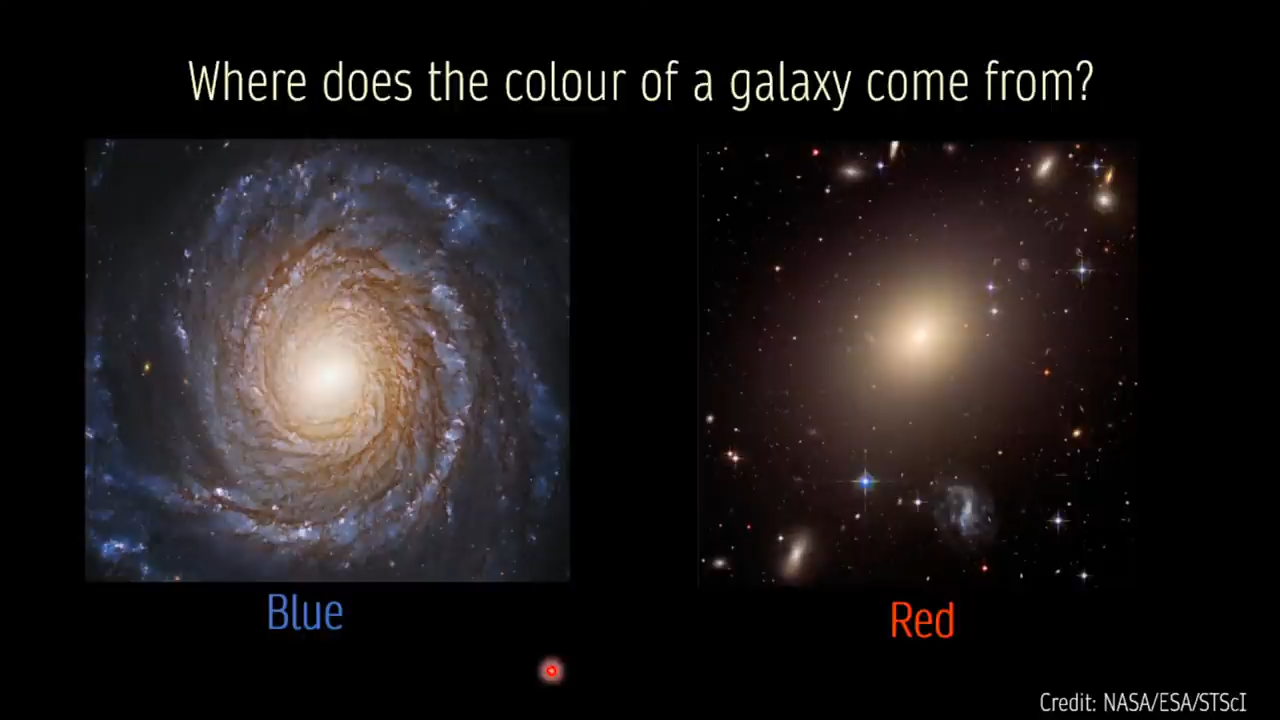 Where does the colour of a galaxy come from?
Blue
Red
Credit: NASA/ESA/STScI